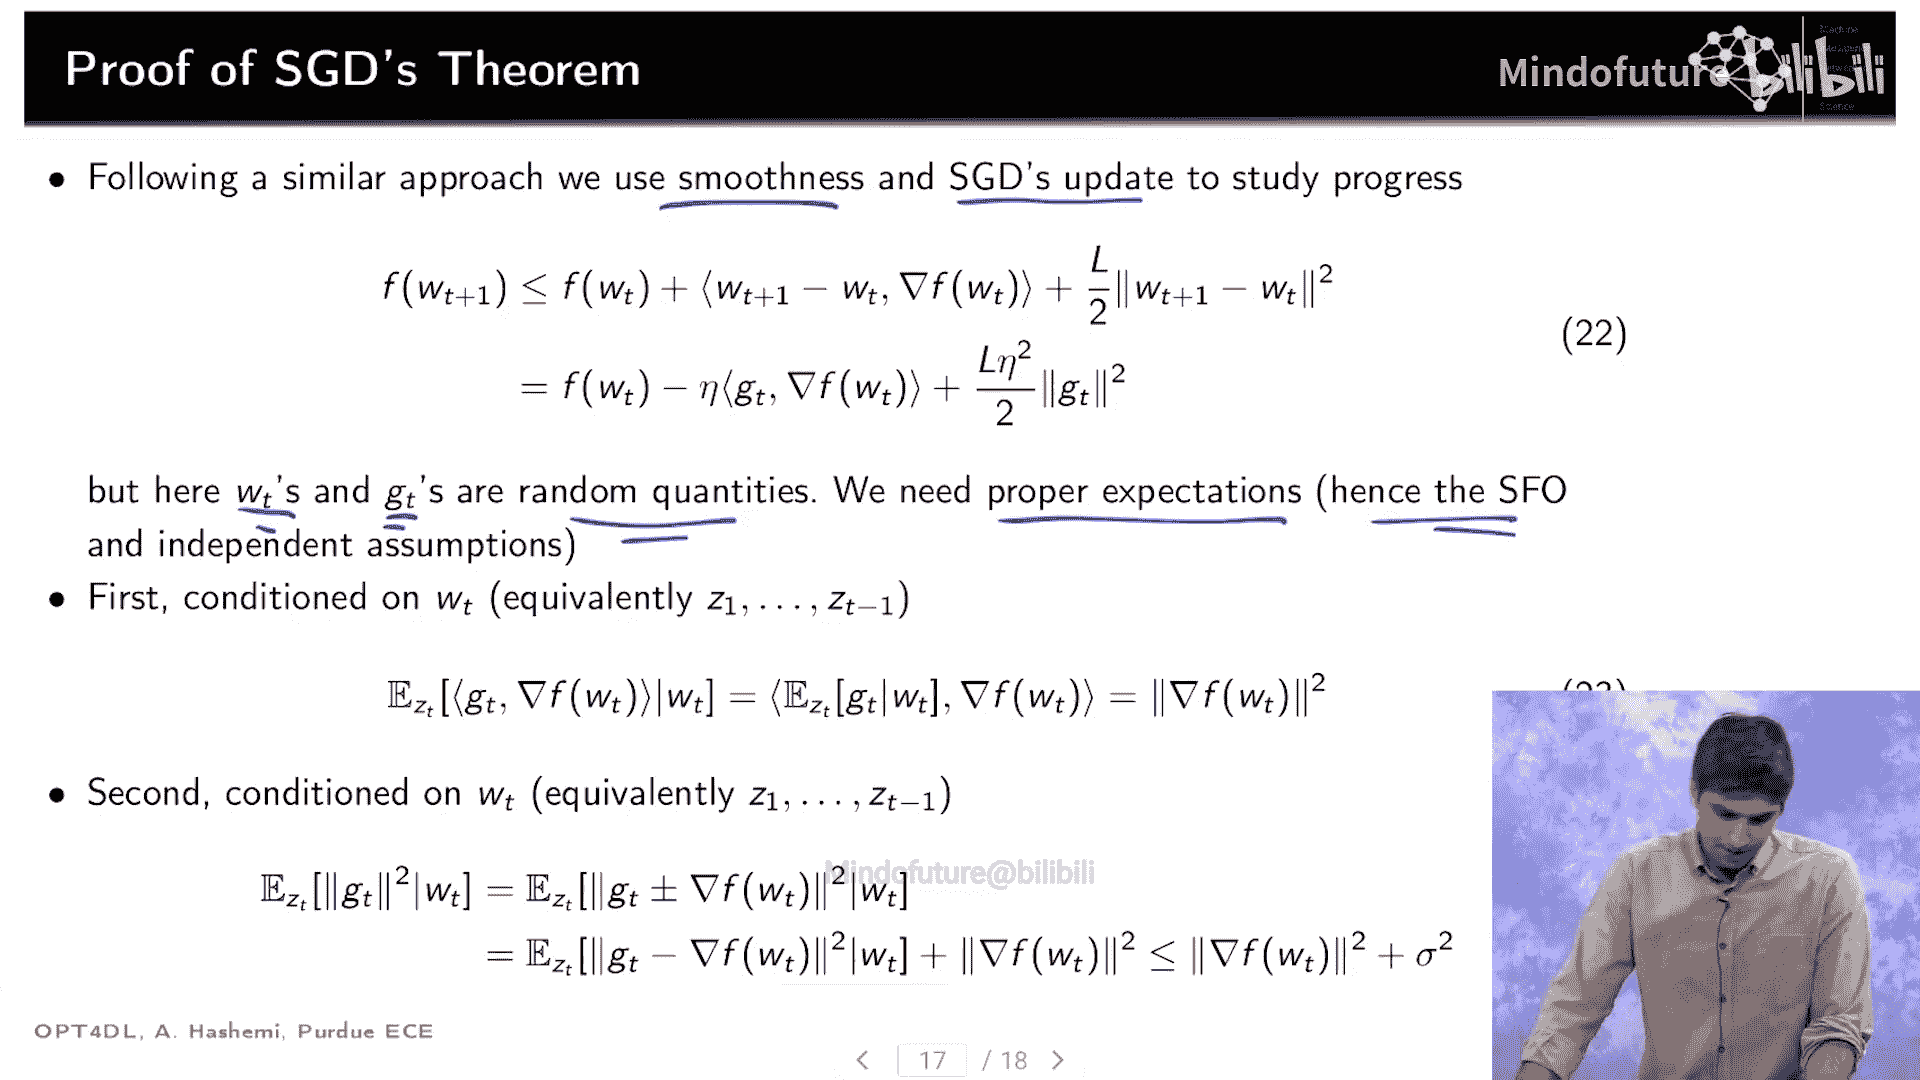 Proof of SGD's Theorem
Mindofuture
bilibili
• Following a similar approach we use smoothness and SGD's update to study progress
f(w_{t+1}) ≤ f(w_t) + ⟨w_{t+1} − w_t, ∇f(w_t)⟩ + L/2 ‖w_{t+1} − w_t‖²
= f(w_t) − η⟨g_t, ∇f(w_t)⟩ + Lη²/2 ‖g_t‖²
(22)
but here w_t's and g_t's are random quantities. We need proper expectations (hence the SFO
and independent assumptions)
• First, conditioned on w_t (equivalently z_1, . . . , z_{t−1})
𝔼_{z_t}[⟨g_t, ∇f(w_t)⟩|w_t] = ⟨𝔼_{z_t}[g_t|w_t], ∇f(w_t)⟩ = ‖∇f(w_t)‖²
• Second, conditioned on w_t (equivalently z_1, . . . , z_{t−1})
Mindofuture@bilibili
𝔼_{z_t}[‖g_t‖²|w_t] = 𝔼_{z_t}[‖g_t ± ∇f(w_t)‖²|w_t]
= 𝔼_{z_t}[‖g_t − ∇f(w_t)‖²|w_t] + ‖∇f(w_t)‖² ≤ ‖∇f(w_t)‖² + σ²
OPT4DL, A. Hashemi, Purdue ECE
17 / 18